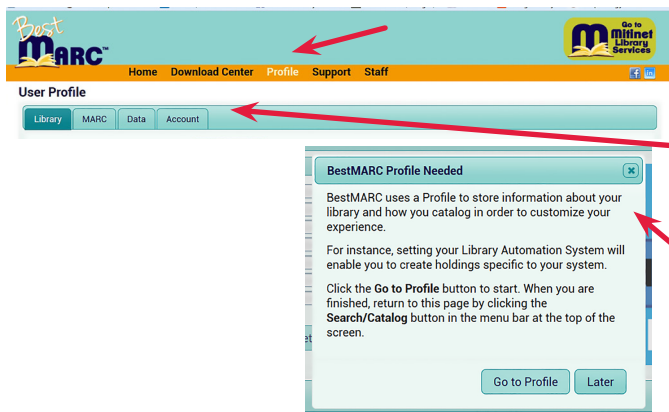 Best
MARC™
Go to
Mitinet
Library
Services
Home Download Center Profile Support Staff
User Profile
Library MARC Data Account
BestMARC Profile Needed
BestMARC uses a Profile to store information about your
library and how you catalog in order to customize your
experience.
For instance, setting your Library Automation System will
enable you to create holdings specific to your system.
Click the Go to Profile button to start. When you are
finished, return to this page by clicking the
Search/Catalog button in the menu bar at the top of the
screen.
Go to Profile Later